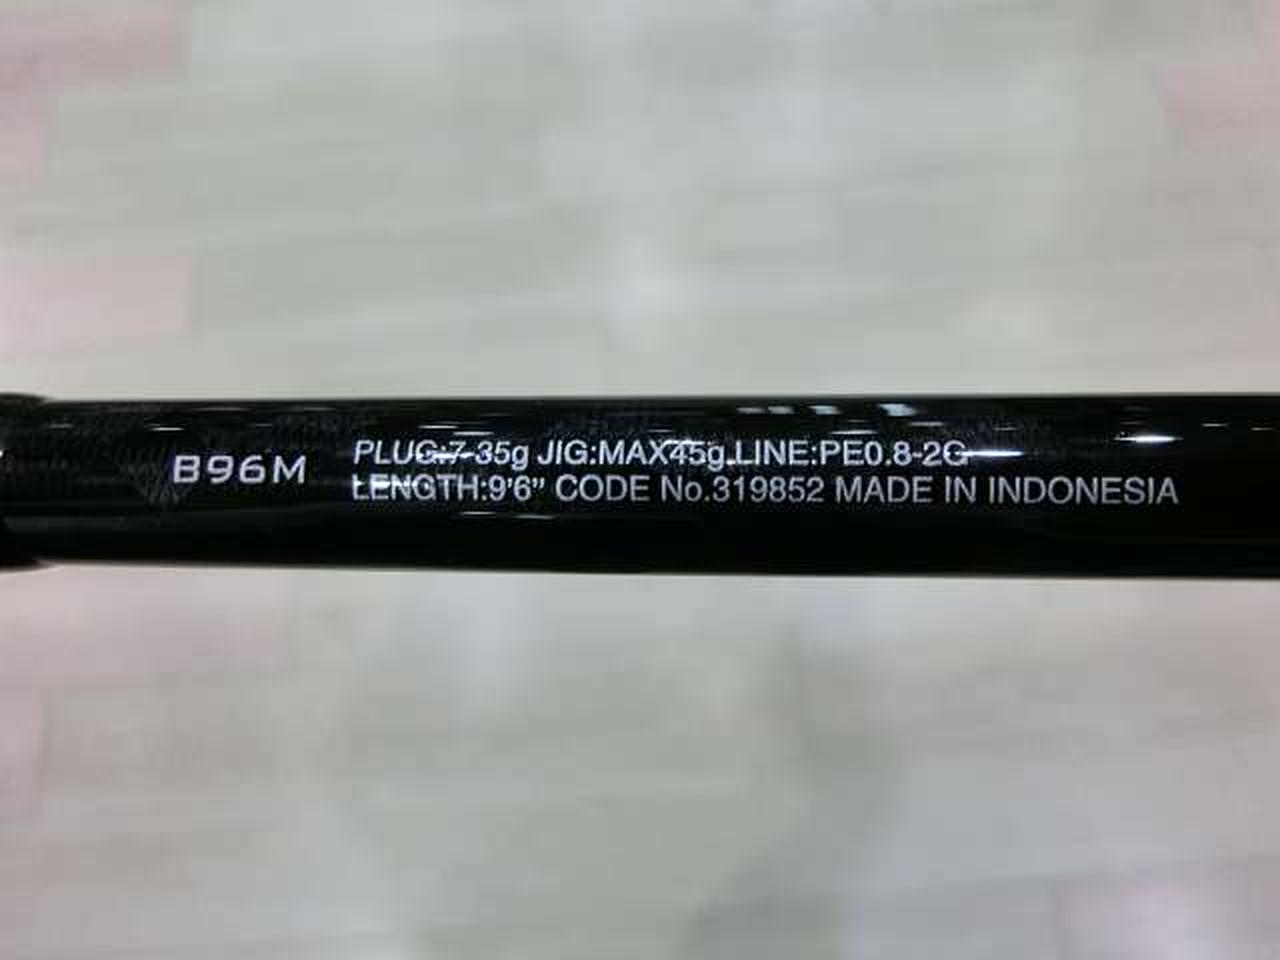 B96M
PLUG:7-35g JIG:MAX45g LINE:PE0.8-2G
LENGTH:9'6" CODE No.319852 MADE IN INDONESIA